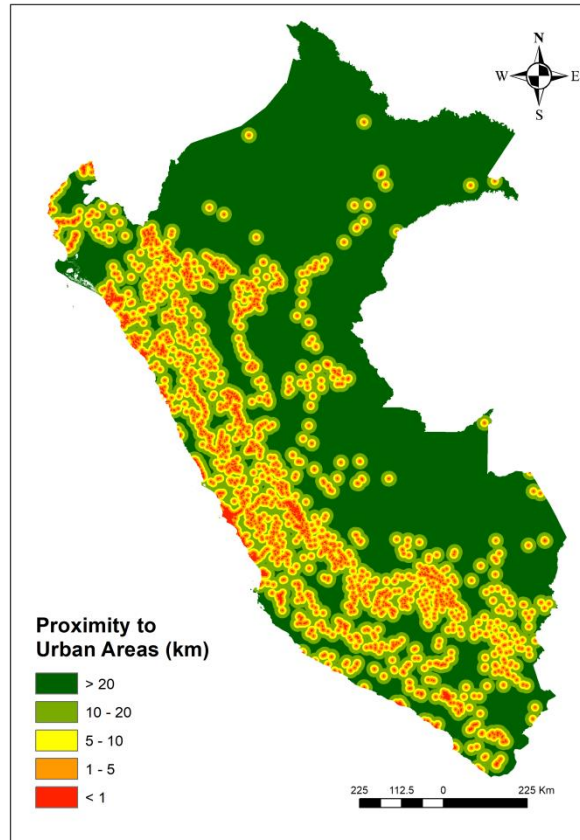 N
W E
S
Proximity to
Urban Areas (km)
> 20
10 - 20
5 - 10
1 - 5
< 1
225 112.5 0 225 Km